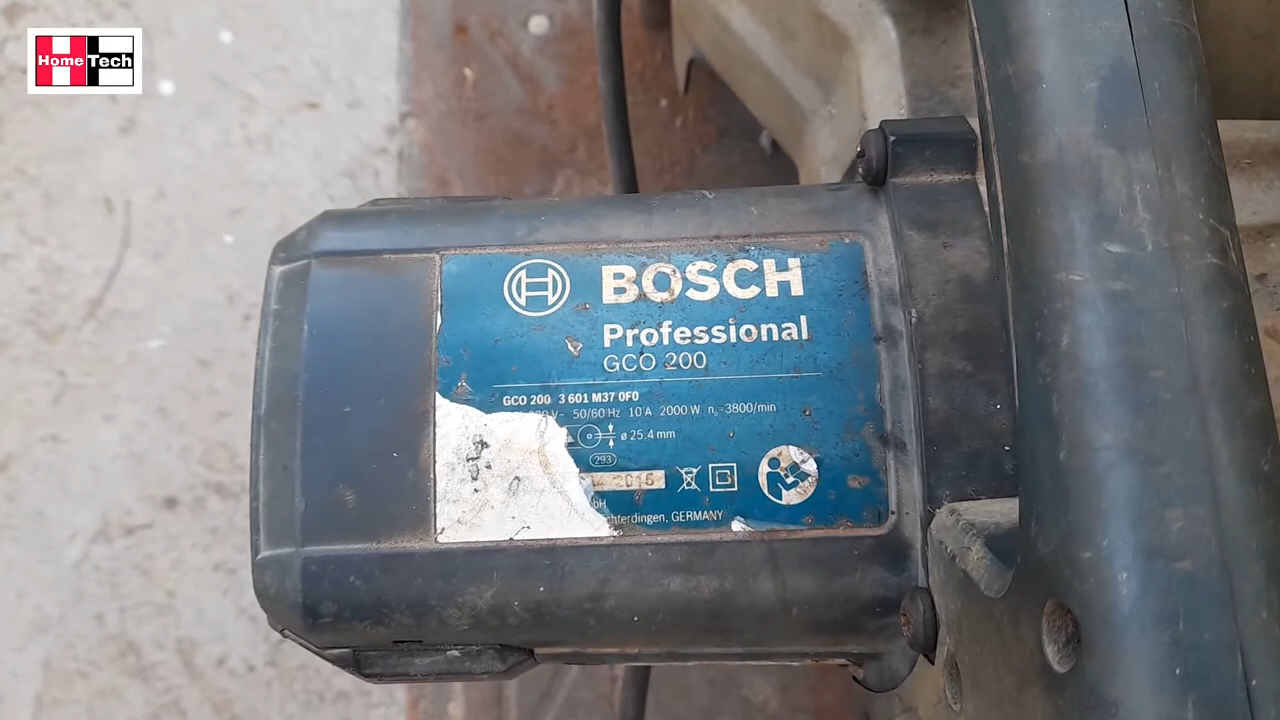 HomeTech
BOSCH
Professional
GCO 200
GCO 200 3 601 M37 0F0
V~ 50/60 Hz 10 A 2000 W n₀=3800/min
ø 25.4 mm
293
2015
GERMANY